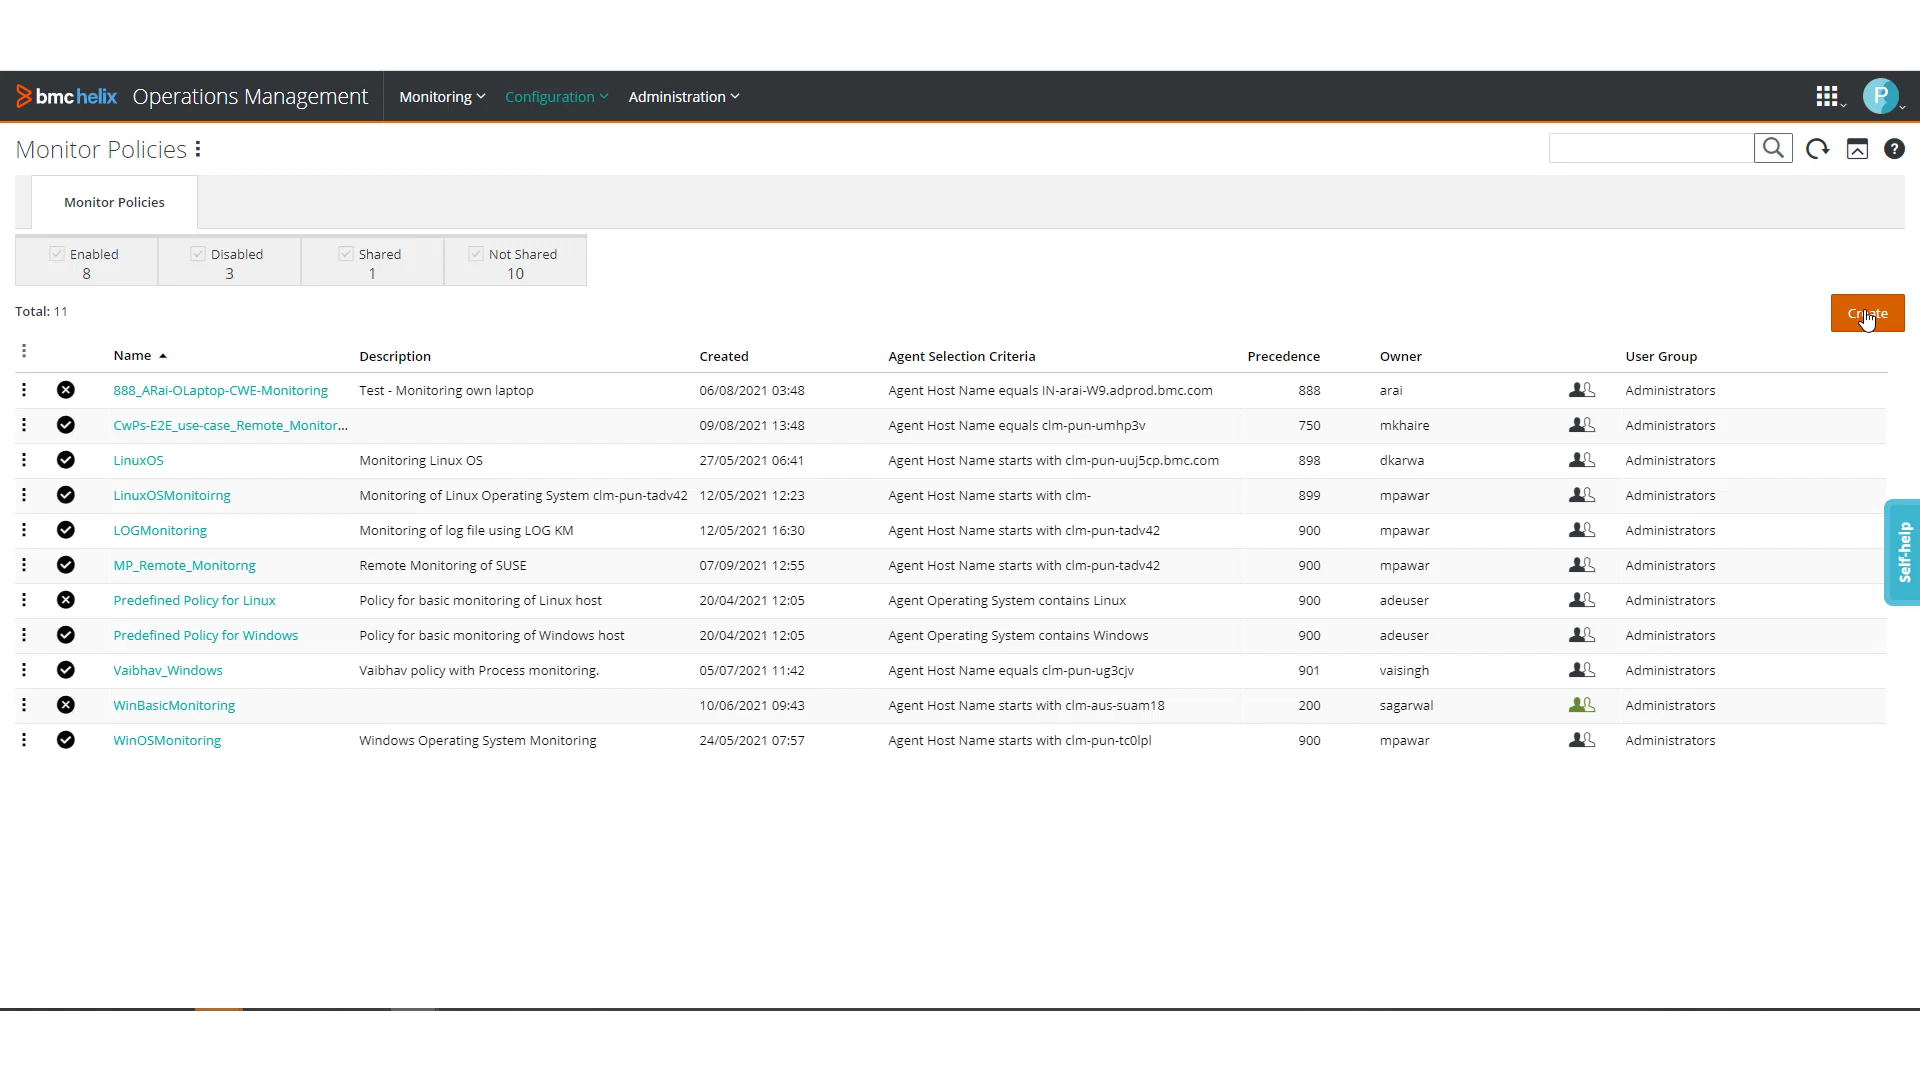 bmchelix Operations Management Monitoring Configuration Administration P
Monitor Policies ?
Monitor Policies
Enabled Disabled Shared Not Shared
8 3 1 10
Total: 11
Create
Name Description Created Agent Selection Criteria Precedence Owner User Group
888_ARai-OLaptop-CWE-Monitoring Test - Monitoring own laptop 06/08/2021 03:48 Agent Host Name equals IN-arai-W9.adprod.bmc.com 888 arai Administrators
CwPs-E2E_use-case_Remote_Monitor... 09/08/2021 13:48 Agent Host Name equals clm-pun-umhp3v 750 mkhaire Administrators
LinuxOS Monitoring Linux OS 27/05/2021 06:41 Agent Host Name starts with clm-pun-uuj5cp.bmc.com 898 dkarwa Administrators
LinuxOSMonitoirng Monitoring of Linux Operating System clm-pun-tadv42 12/05/2021 12:23 Agent Host Name starts with clm- 899 mpawar Administrators
LOGMonitoring Monitoring of log file using LOG KM 12/05/2021 16:30 Agent Host Name starts with clm-pun-tadv42 900 mpawar Administrators
MP_Remote_Monitorng Remote Monitoring of SUSE 07/09/2021 12:55 Agent Host Name starts with clm-pun-tadv42 900 mpawar Administrators
Predefined Policy for Linux Policy for basic monitoring of Linux host 20/04/2021 12:05 Agent Operating System contains Linux 900 adeuser Administrators
Predefined Policy for Windows Policy for basic monitoring of Windows host 20/04/2021 12:05 Agent Operating System contains Windows 900 adeuser Administrators
Vaibhav_Windows Vaibhav policy with Process monitoring. 05/07/2021 11:42 Agent Host Name equals clm-pun-ug3cjv 901 vaisingh Administrators
WinBasicMonitoring 10/06/2021 09:43 Agent Host Name starts with clm-aus-suam18 200 sagarwal Administrators
WinOSMonitoring Windows Operating System Monitoring 24/05/2021 07:57 Agent Host Name starts with clm-pun-tc0lpl 900 mpawar Administrators
Self-help